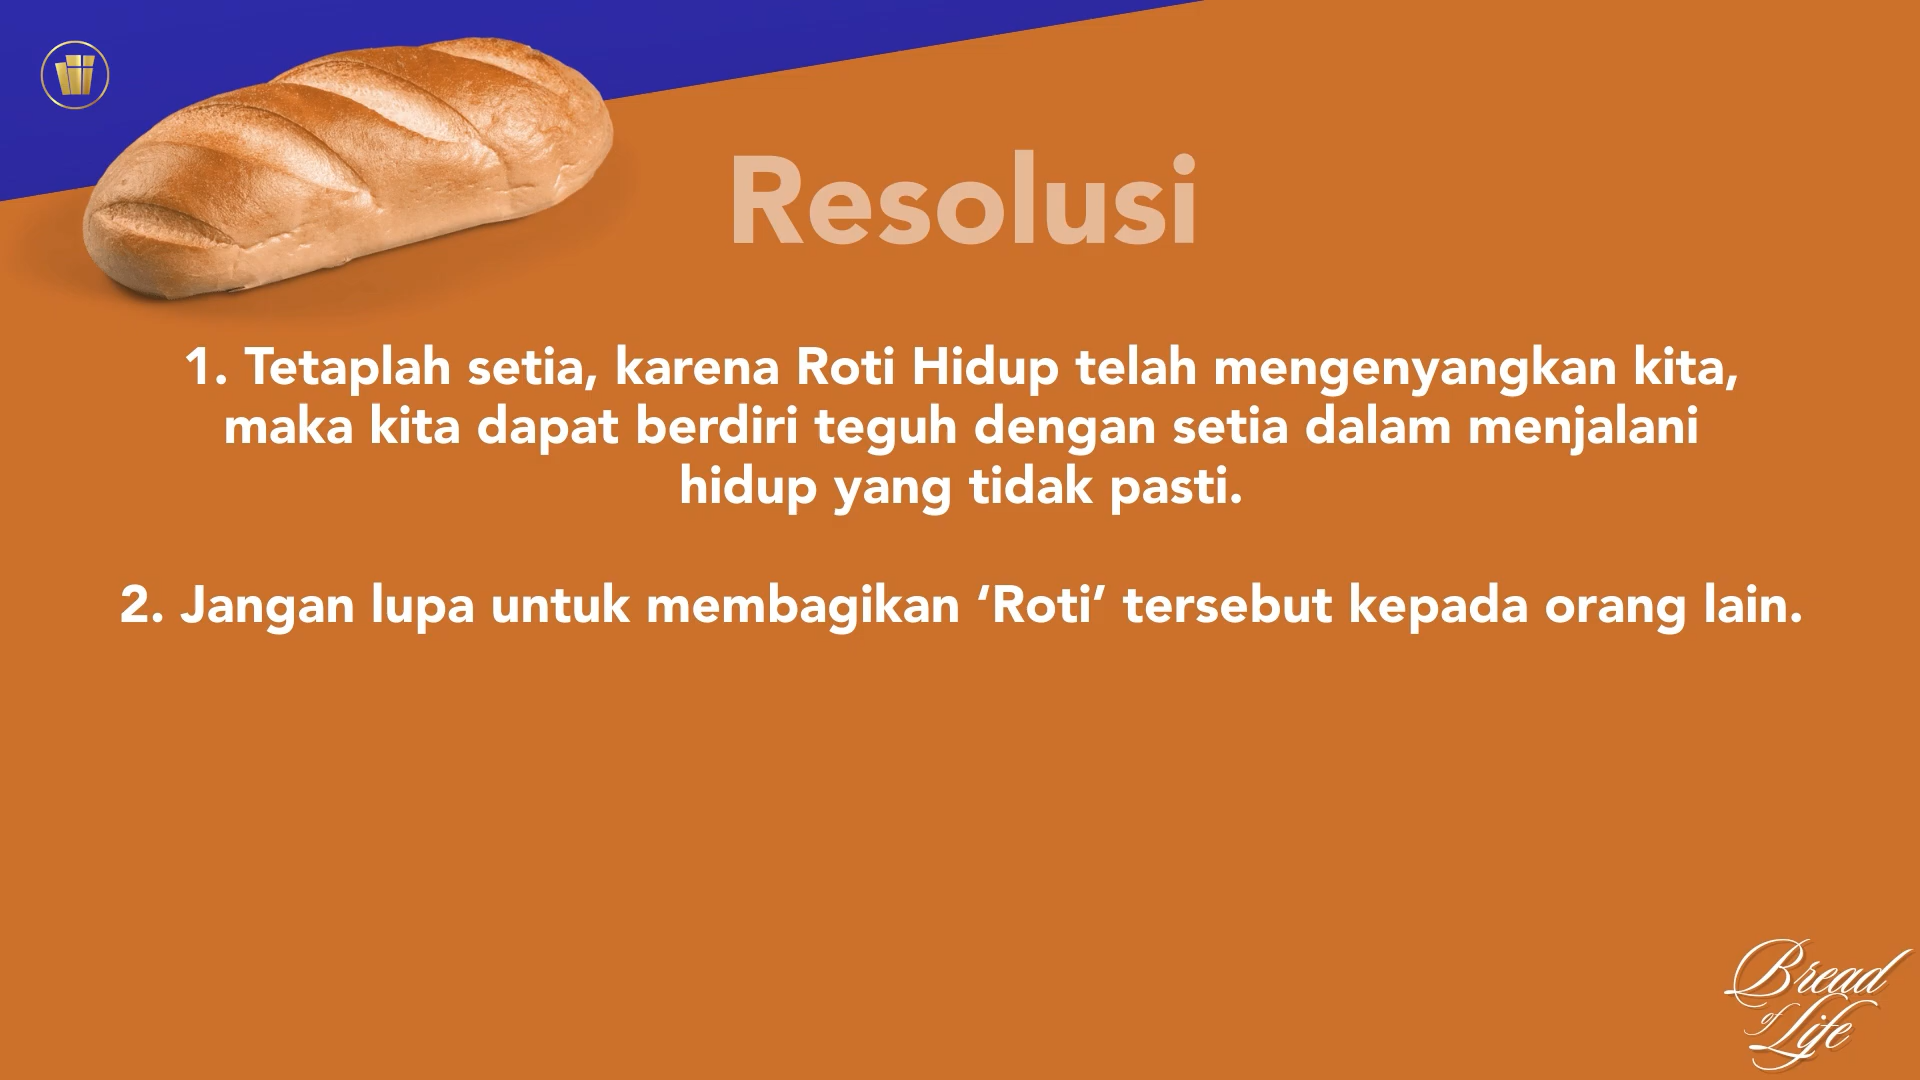 Resolusi
1. Tetaplah setia, karena Roti Hidup telah mengenyangkan kita,
maka kita dapat berdiri teguh dengan setia dalam menjalani
hidup yang tidak pasti.
2. Jangan lupa untuk membagikan ‘Roti’ tersebut kepada orang lain.
Bread
of
Life